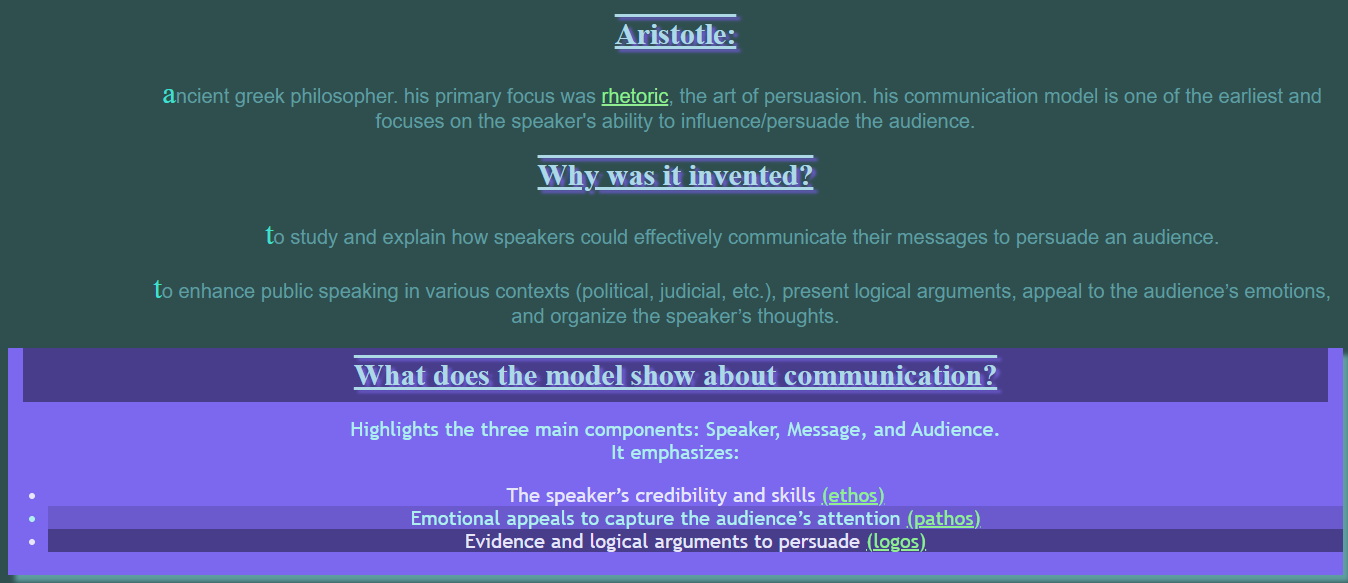 Aristotle:
ancient greek philosopher. his primary focus was rhetoric, the art of persuasion. his communication model is one of the earliest and
focuses on the speaker's ability to influence/persuade the audience.
Why was it invented?
to study and explain how speakers could effectively communicate their messages to persuade an audience.
to enhance public speaking in various contexts (political, judicial, etc.), present logical arguments, appeal to the audience’s emotions,
and organize the speaker’s thoughts.
What does the model show about communication?
Highlights the three main components: Speaker, Message, and Audience.
It emphasizes:
• The speaker’s credibility and skills (ethos)
• Emotional appeals to capture the audience’s attention (pathos)
• Evidence and logical arguments to persuade (logos)